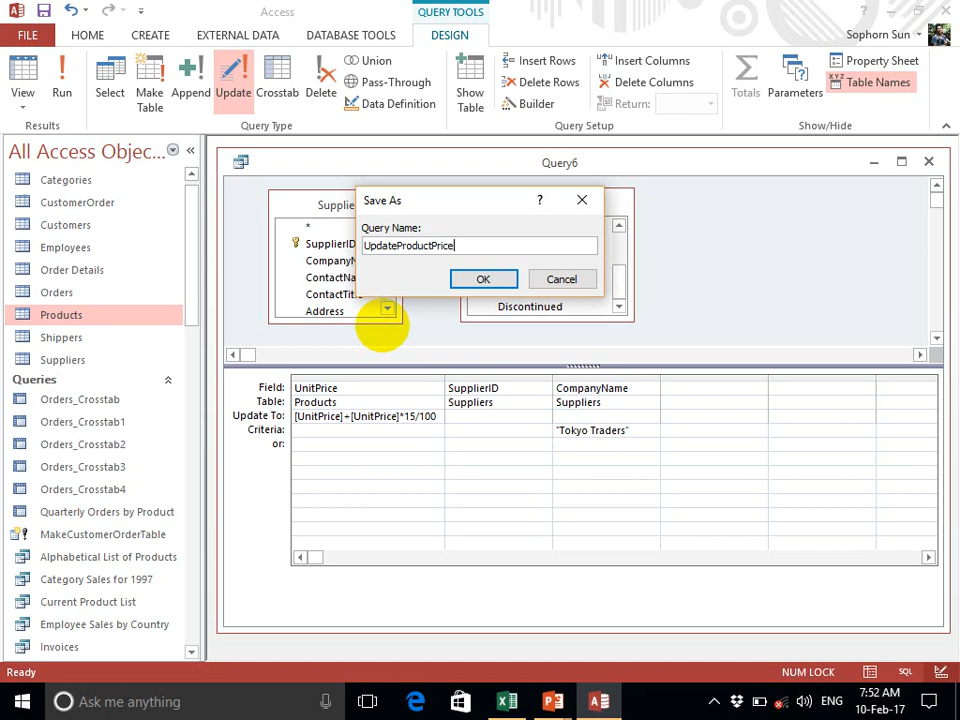 Access
QUERY TOOLS
FILE
HOME
CREATE
EXTERNAL DATA
DATABASE TOOLS
DESIGN
Sophorn Sun
View
Run
Select
Make Table
Append
Update
Crosstab
Delete
Union
Pass-Through
Data Definition
Show Table
Insert Rows
Delete Rows
Builder
Insert Columns
Delete Columns
Return:
Totals
Parameters
Property Sheet
Table Names
Results
Query Type
Query Setup
Show/Hide
All Access Objec...
Categories
CustomerOrder
Customers
Employees
Order Details
Orders
Products
Shippers
Suppliers
Queries
Orders_Crosstab
Orders_Crosstab1
Orders_Crosstab2
Orders_Crosstab3
Orders_Crosstab4
Quarterly Orders by Product
MakeCustomerOrderTable
Alphabetical List of Products
Category Sales for 1997
Current Product List
Employee Sales by Country
Invoices
Query6
Supplie
*
SupplierID
CompanyN
ContactNa
ContactTitle
Address
Discontinued
Save As
Query Name:
UpdateProductPrice
OK
Cancel
Field: UnitPrice SupplierID CompanyName
Table: Products Suppliers Suppliers
Update To: [UnitPrice]+[UnitPrice]*15/100
Criteria: "Tokyo Traders"
or:
Ready
NUM LOCK
SQL
Ask me anything
ENG
7:52 AM
10-Feb-17